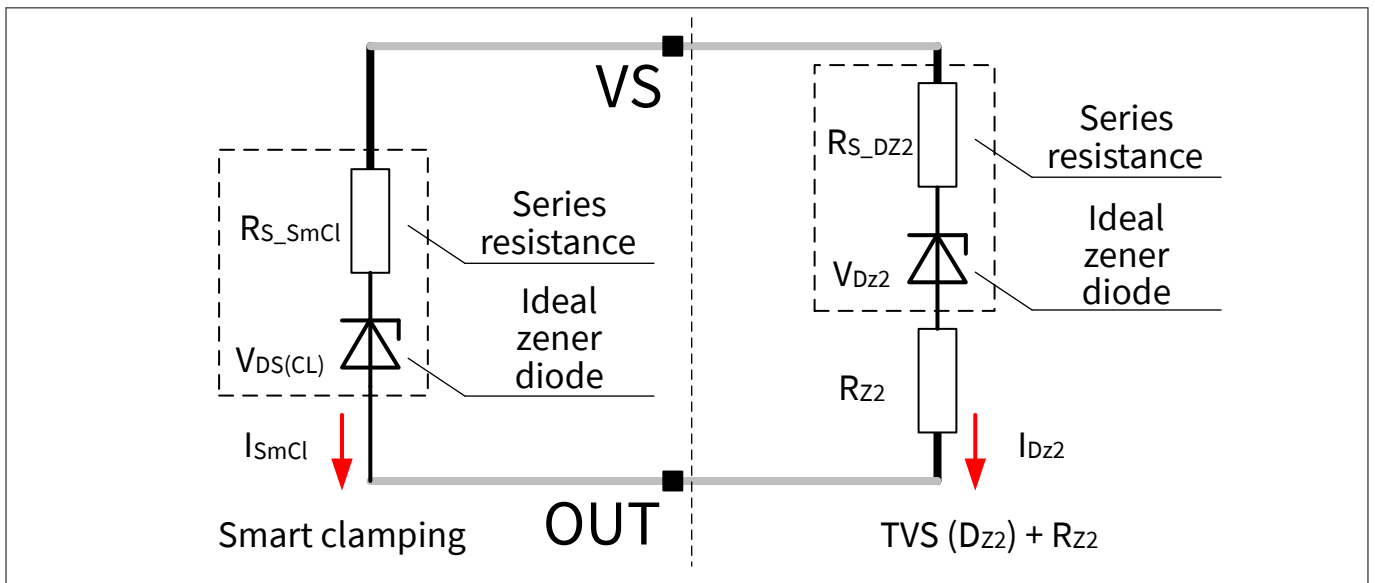 VS
RS_DZ2
Series
resistance
RS_SmCl
Series
resistance
VDz2
Ideal
zener
diode
VDS(CL)
Ideal
zener
diode
RZ2
ISmCl
IDz2
OUT
Smart clamping
TVS (DZ2) + RZ2